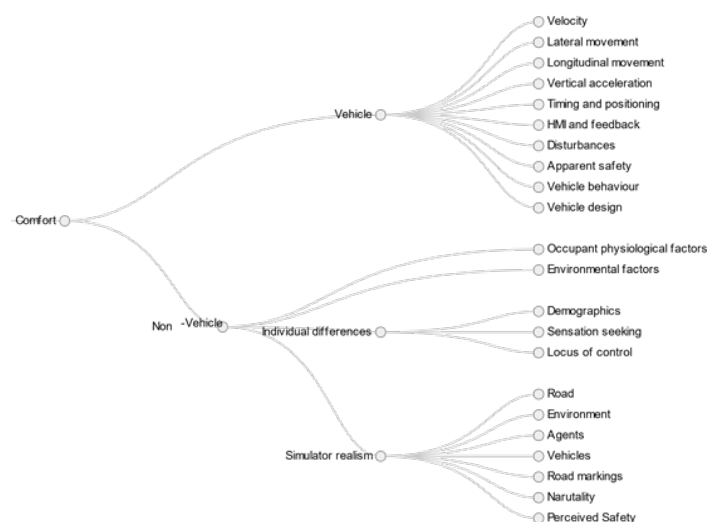 Velocity
Lateral movement
Longitudinal movement
Vertical acceleration
Timing and positioning
Vehicle
HMI and feedback
Disturbances
Apparent safety
Vehicle behaviour
Vehicle design
Comfort
Occupant physiological factors
Environmental factors
Demographics
Non -Vehicle
Individual differences
Sensation seeking
Locus of control
Road
Environment
Agents
Simulator realism
Vehicles
Road markings
Narutality
Perceived Safety